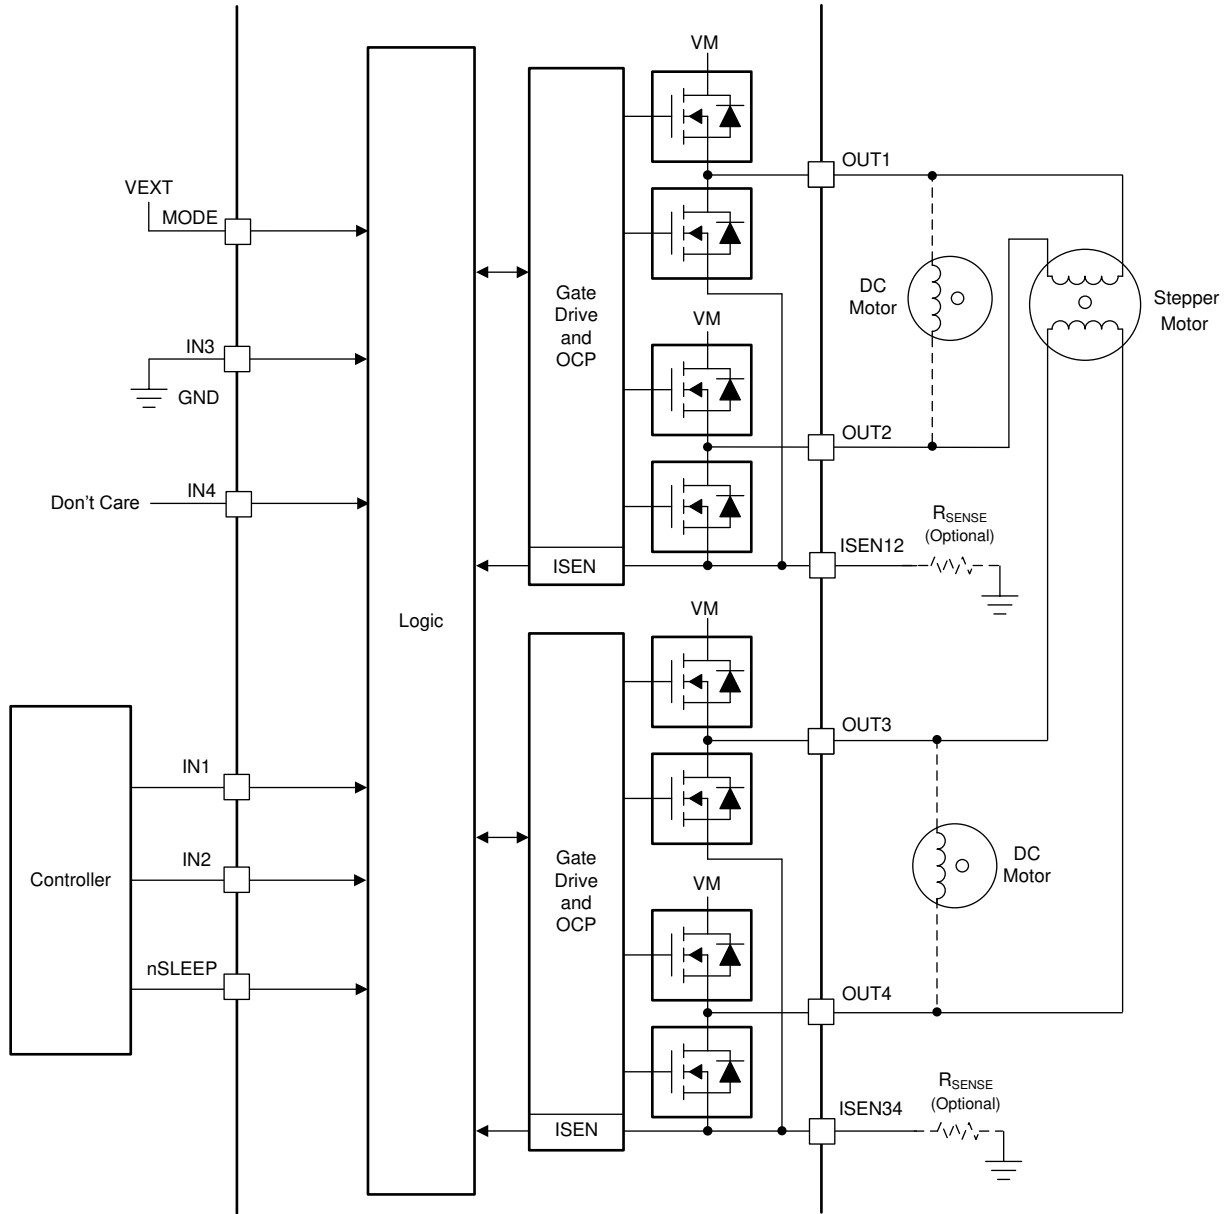 VM
OUT1
VEXT
MODE
DC
Motor
Stepper
Motor
Gate
Drive
and
OCP
VM
IN3
GND
OUT2
Don't Care
IN4
RSENSE
(Optional)
ISEN12
ISEN
VM
Logic
OUT3
IN1
Gate
Drive
and
OCP
DC
Motor
IN2
Controller
VM
nSLEEP
OUT4
RSENSE
(Optional)
ISEN34
ISEN